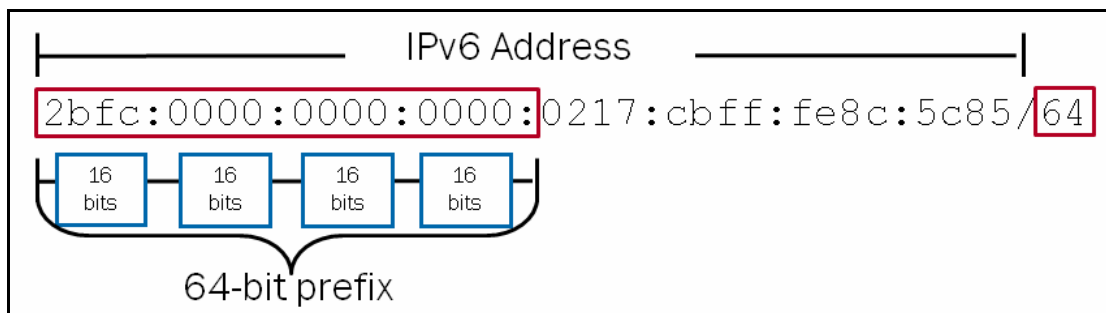 IPv6 Address
2bfc:0000:0000:0000:0217:cbff:fe8c:5c85/64
16 bits 16 bits 16 bits 16 bits
64-bit prefix